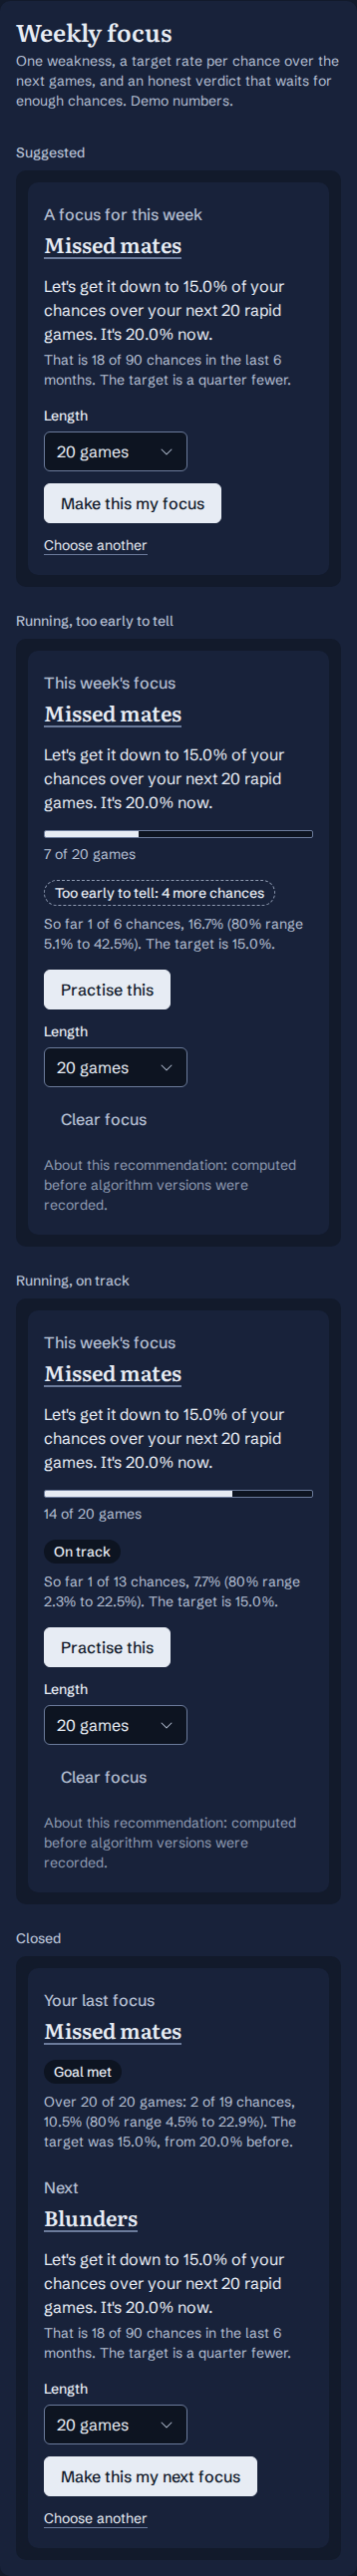 Weekly focus
One weakness, a target rate per chance over the
next games, and an honest verdict that waits for
enough chances. Demo numbers.
Suggested
A focus for this week
Missed mates
Let's get it down to 15.0% of your
chances over your next 20 rapid
games. It's 20.0% now.
That is 18 of 90 chances in the last 6
months. The target is a quarter fewer.
Length
20 games
Make this my focus
Choose another
Running, too early to tell
This week's focus
Missed mates
Let's get it down to 15.0% of your
chances over your next 20 rapid
games. It's 20.0% now.
7 of 20 games
Too early to tell: 4 more chances
So far 1 of 6 chances, 16.7% (80% range
5.1% to 42.5%). The target is 15.0%.
Practise this
Length
20 games
Clear focus
About this recommendation: computed
before algorithm versions were
recorded.
Running, on track
This week's focus
Missed mates
Let's get it down to 15.0% of your
chances over your next 20 rapid
games. It's 20.0% now.
14 of 20 games
On track
So far 1 of 13 chances, 7.7% (80% range
2.3% to 22.5%). The target is 15.0%.
Practise this
Length
20 games
Clear focus
About this recommendation: computed
before algorithm versions were
recorded.
Closed
Your last focus
Missed mates
Goal met
Over 20 of 20 games: 2 of 19 chances,
10.5% (80% range 4.5% to 22.9%). The
target was 15.0%, from 20.0% before.
Next
Blunders
Let's get it down to 15.0% of your
chances over your next 20 rapid
games. It's 20.0% now.
That is 18 of 90 chances in the last 6
months. The target is a quarter fewer.
Length
20 games
Make this my next focus
Choose another